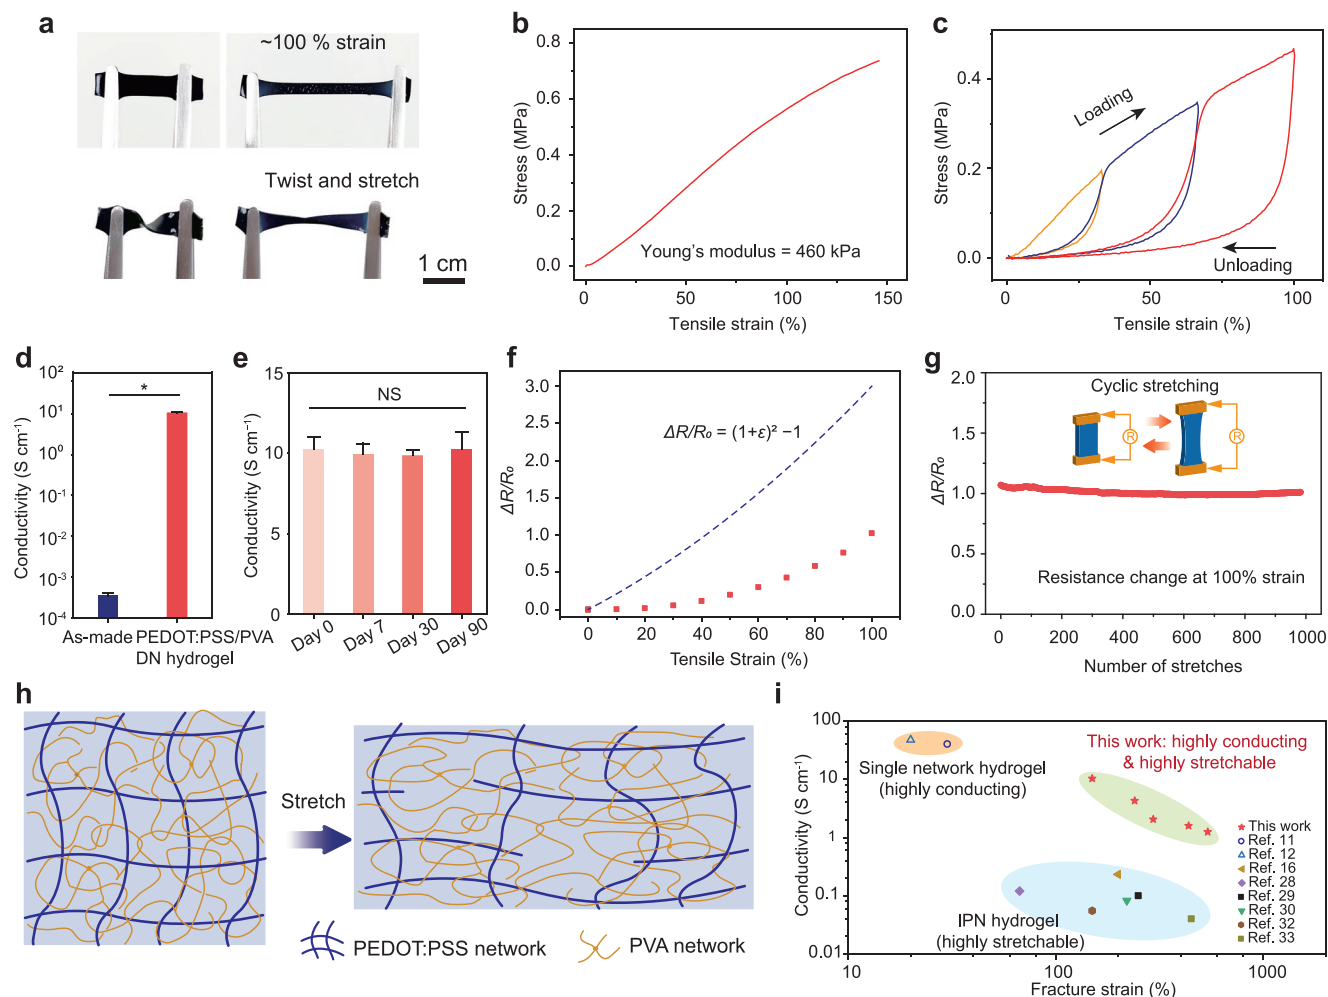 a
~100 % strain
Twist and stretch
1 cm
b
0.8
0.6
0.4
0.2
0.0
Stress (MPa)
Young's modulus = 460 kPa
0
50
100
150
Tensile strain (%)
c
0.4
0.2
0.0
Stress (MPa)
Loading
Unloading
0
50
100
Tensile strain (%)
d
10²
10¹
10⁰
10⁻¹
10⁻²
10⁻³
10⁻⁴
Conductivity (S cm⁻¹)
*
As-made PEDOT:PSS/PVA
DN hydrogel
e
15
10
5
0
Conductivity (S cm⁻¹)
NS
Day 0
Day 7
Day 30
Day 90
f
3.0
2.5
2.0
1.5
1.0
0.5
0.0
ΔR/R₀
ΔR/R₀ = (1+ε)² −1
0
20
40
60
80
100
Tensile Strain (%)
g
2.0
1.5
1.0
0.5
0.0
ΔR/R₀
Cyclic stretching
R
R
Resistance change at 100% strain
0
200
400
600
800
1000
Number of stretches
h
Stretch
PEDOT:PSS network
PVA network
i
100
10
1
0.1
0.01
Conductivity (S cm⁻¹)
Single network hydrogel
(highly conducting)
This work: highly conducting
& highly stretchable
IPN hydrogel
(highly stretchable)
This work
Ref. 11
Ref. 12
Ref. 16
Ref. 28
Ref. 29
Ref. 30
Ref. 32
Ref. 33
10
100
1000
Fracture strain (%)